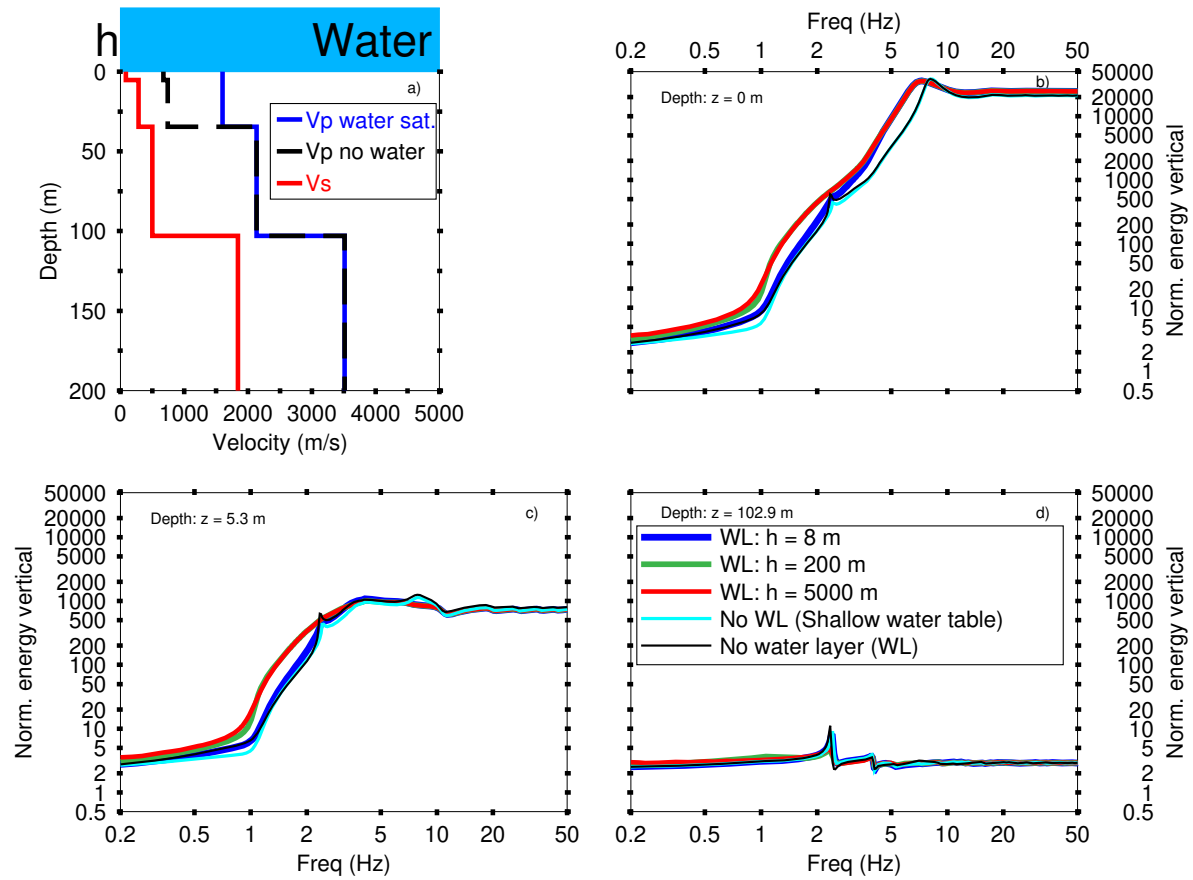 h Water
0
50
100
150
200
Depth (m)
0 1000 2000 3000 4000 5000
Velocity (m/s)
a)
Vp water sat.
Vp no water
Vs
Freq (Hz)
0.2 0.5 1 2 5 10 20 50
Depth: z = 0 m
b)
50000
20000
10000
5000
2000
1000
500
200
100
50
20
10
5
2
1
0.5
Norm. energy vertical
50000
20000
10000
5000
2000
1000
500
200
100
50
20
10
5
2
1
0.5
Norm. energy vertical
Depth: z = 5.3 m
c)
0.2 0.5 1 2 5 10 20 50
Freq (Hz)
Depth: z = 102.9 m
d)
WL: h = 8 m
WL: h = 200 m
WL: h = 5000 m
No WL (Shallow water table)
No water layer (WL)
50000
20000
10000
5000
2000
1000
500
200
100
50
20
10
5
2
1
0.5
Norm. energy vertical
0.2 0.5 1 2 5 10 20 50
Freq (Hz)